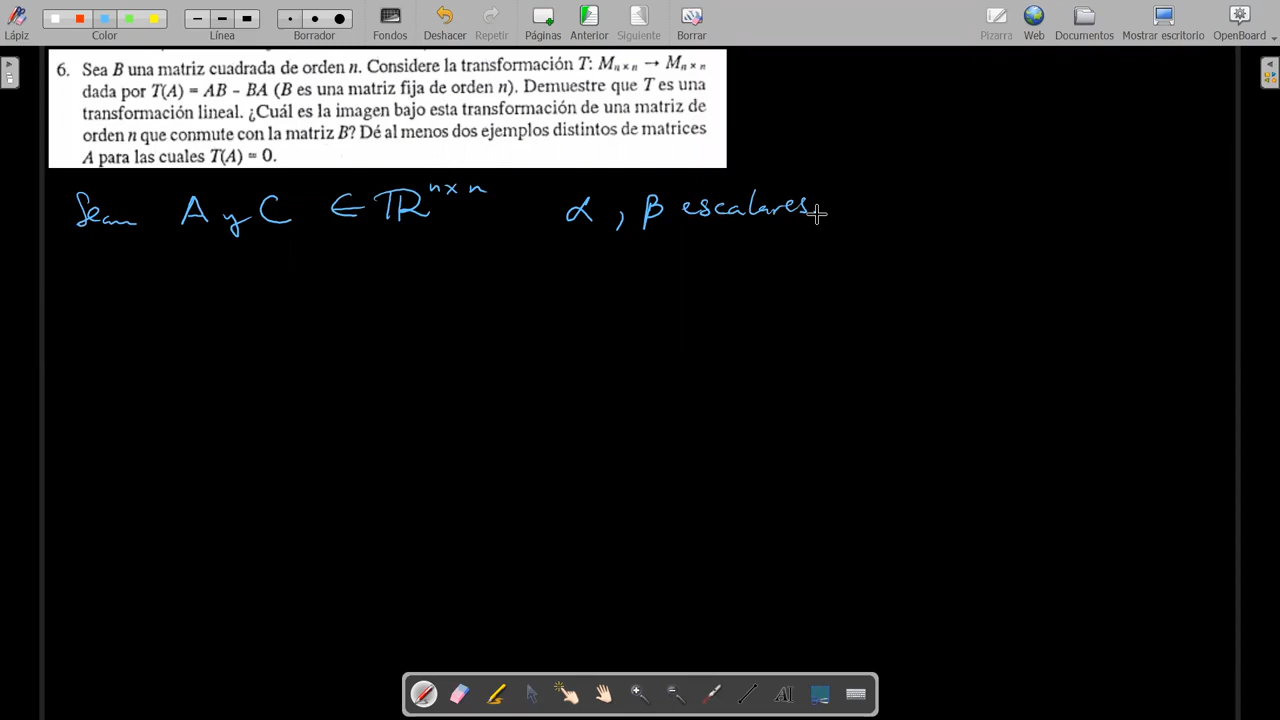 Lápiz Color Línea Borrador Fondos Deshacer Repetir Páginas Anterior Siguiente Borrar Pizarra Web Documentos Mostrar escritorio OpenBoard
6. Sea B una matriz cuadrada de orden n. Considere la transformación T: Mₙ×ₙ → Mₙ×ₙ
dada por T(A) = AB – BA (B es una matriz fija de orden n). Demuestre que T es una
transformación lineal. ¿Cuál es la imagen bajo esta transformación de una matriz de
orden n que conmute con la matriz B? Dé al menos dos ejemplos distintos de matrices
A para las cuales T(A) = 0.
Sean A y C ∈ ℝⁿˣⁿ α, β escalares
AI